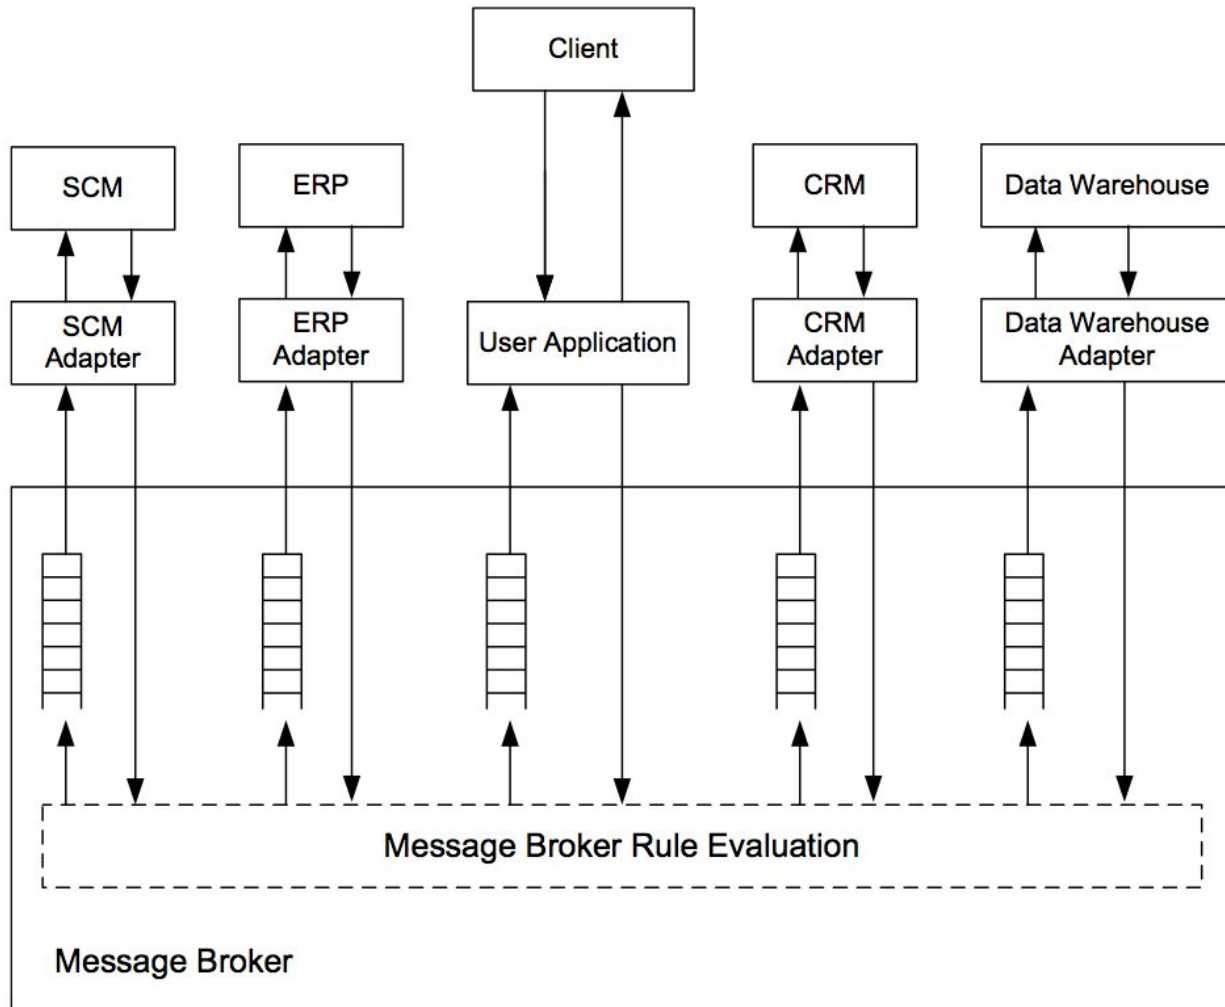 Client
SCM
ERP
CRM
Data Warehouse
SCM
Adapter
ERP
Adapter
User Application
CRM
Adapter
Data Warehouse
Adapter
Message Broker Rule Evaluation
Message Broker